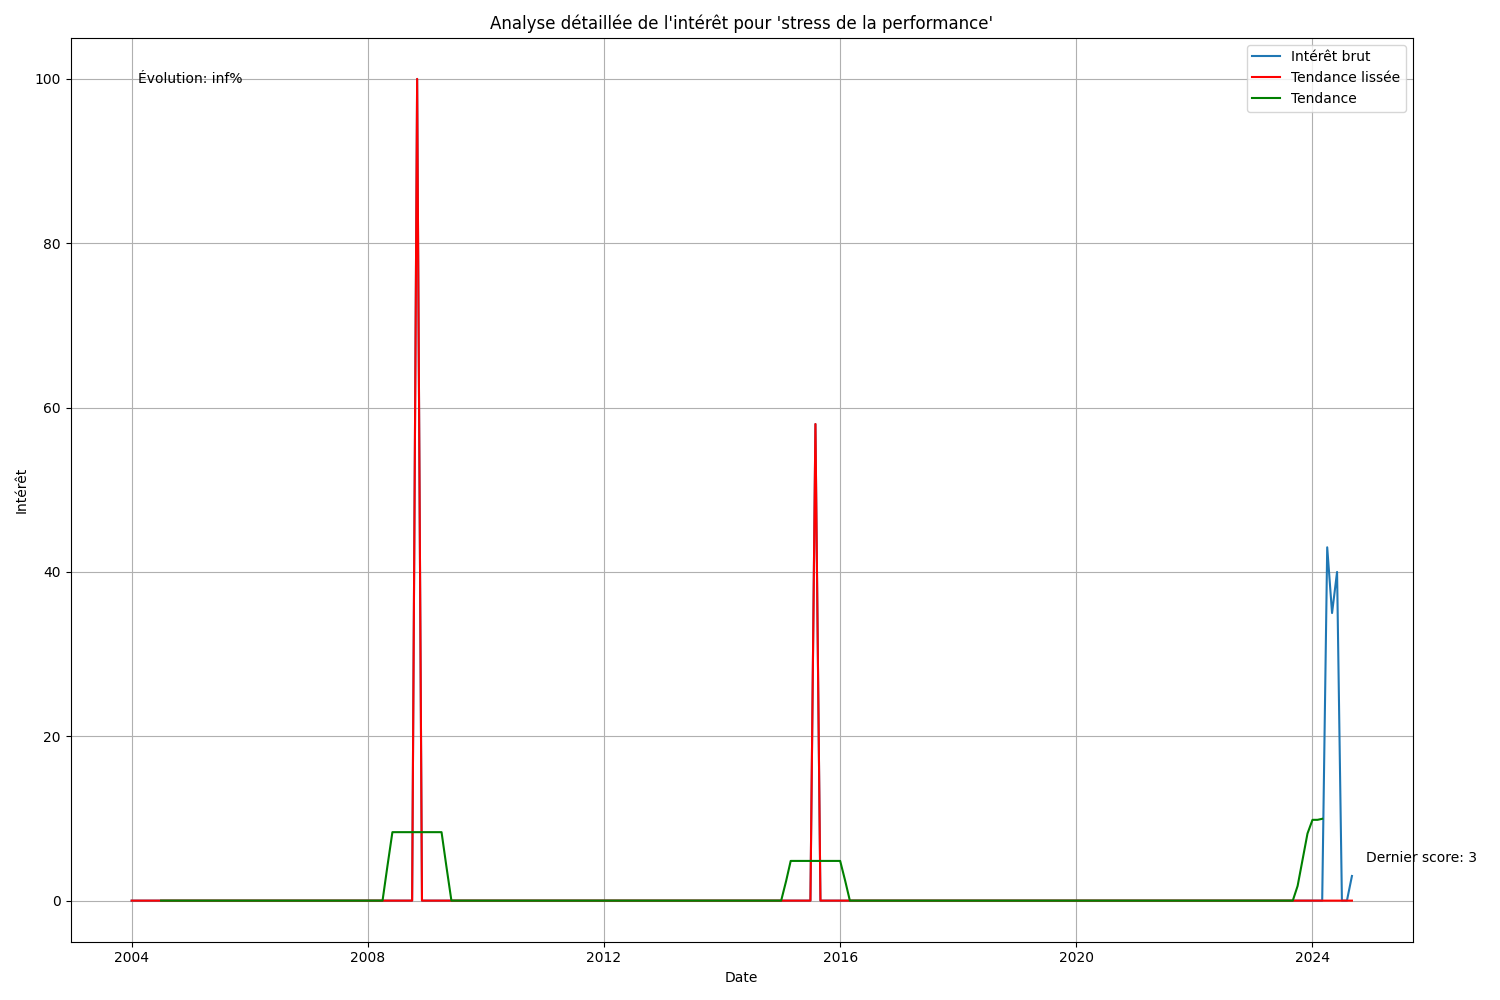 Analyse détaillée de l'intérêt pour 'stress de la performance'
Évolution: inf%
Intérêt brut
Tendance lissée
Tendance
Intérêt
100
80
60
40
20
0
Dernier score: 3
2004
2008
2012
2016
2020
2024
Date